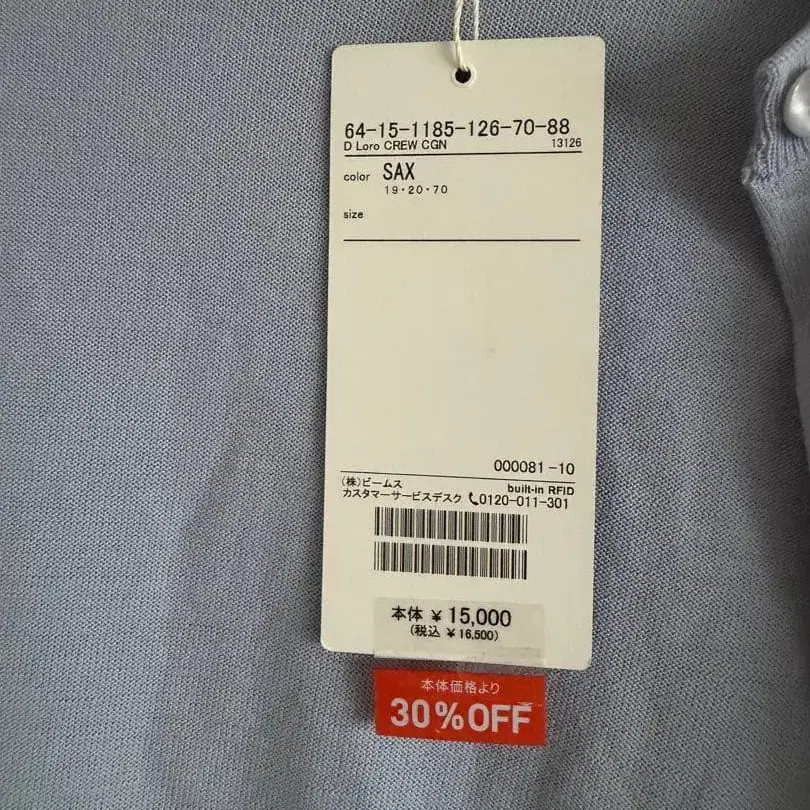 64-15-1185-126-70-88
D Loro CREW CGN 13126
color SAX
19・20・70
size
000081-10
(株)ビームス built-in RFID
カスタマーサービスデスク 0120-011-301
本体 ¥ 15,000
(税込 ¥ 16,500)
本体価格より
30%OFF